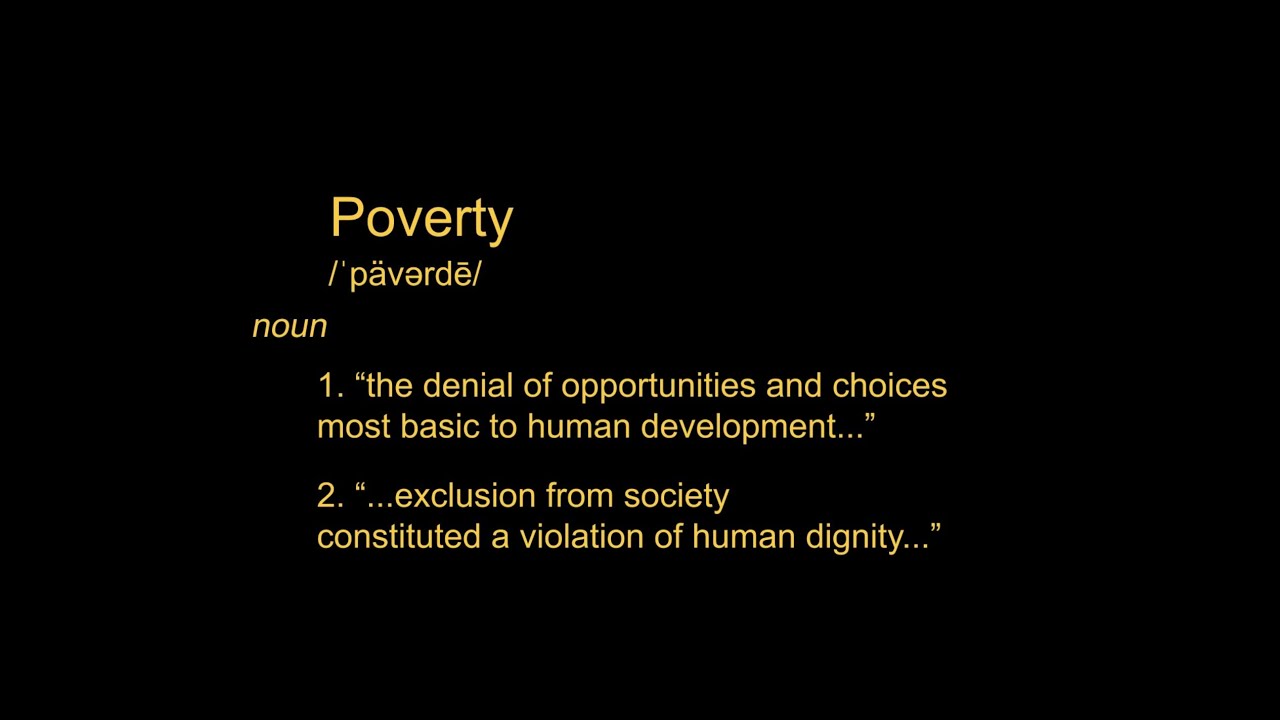 Poverty
/ˈpävərdē/
noun
1. “the denial of opportunities and choices
most basic to human development...”
2. “...exclusion from society
constituted a violation of human dignity...”